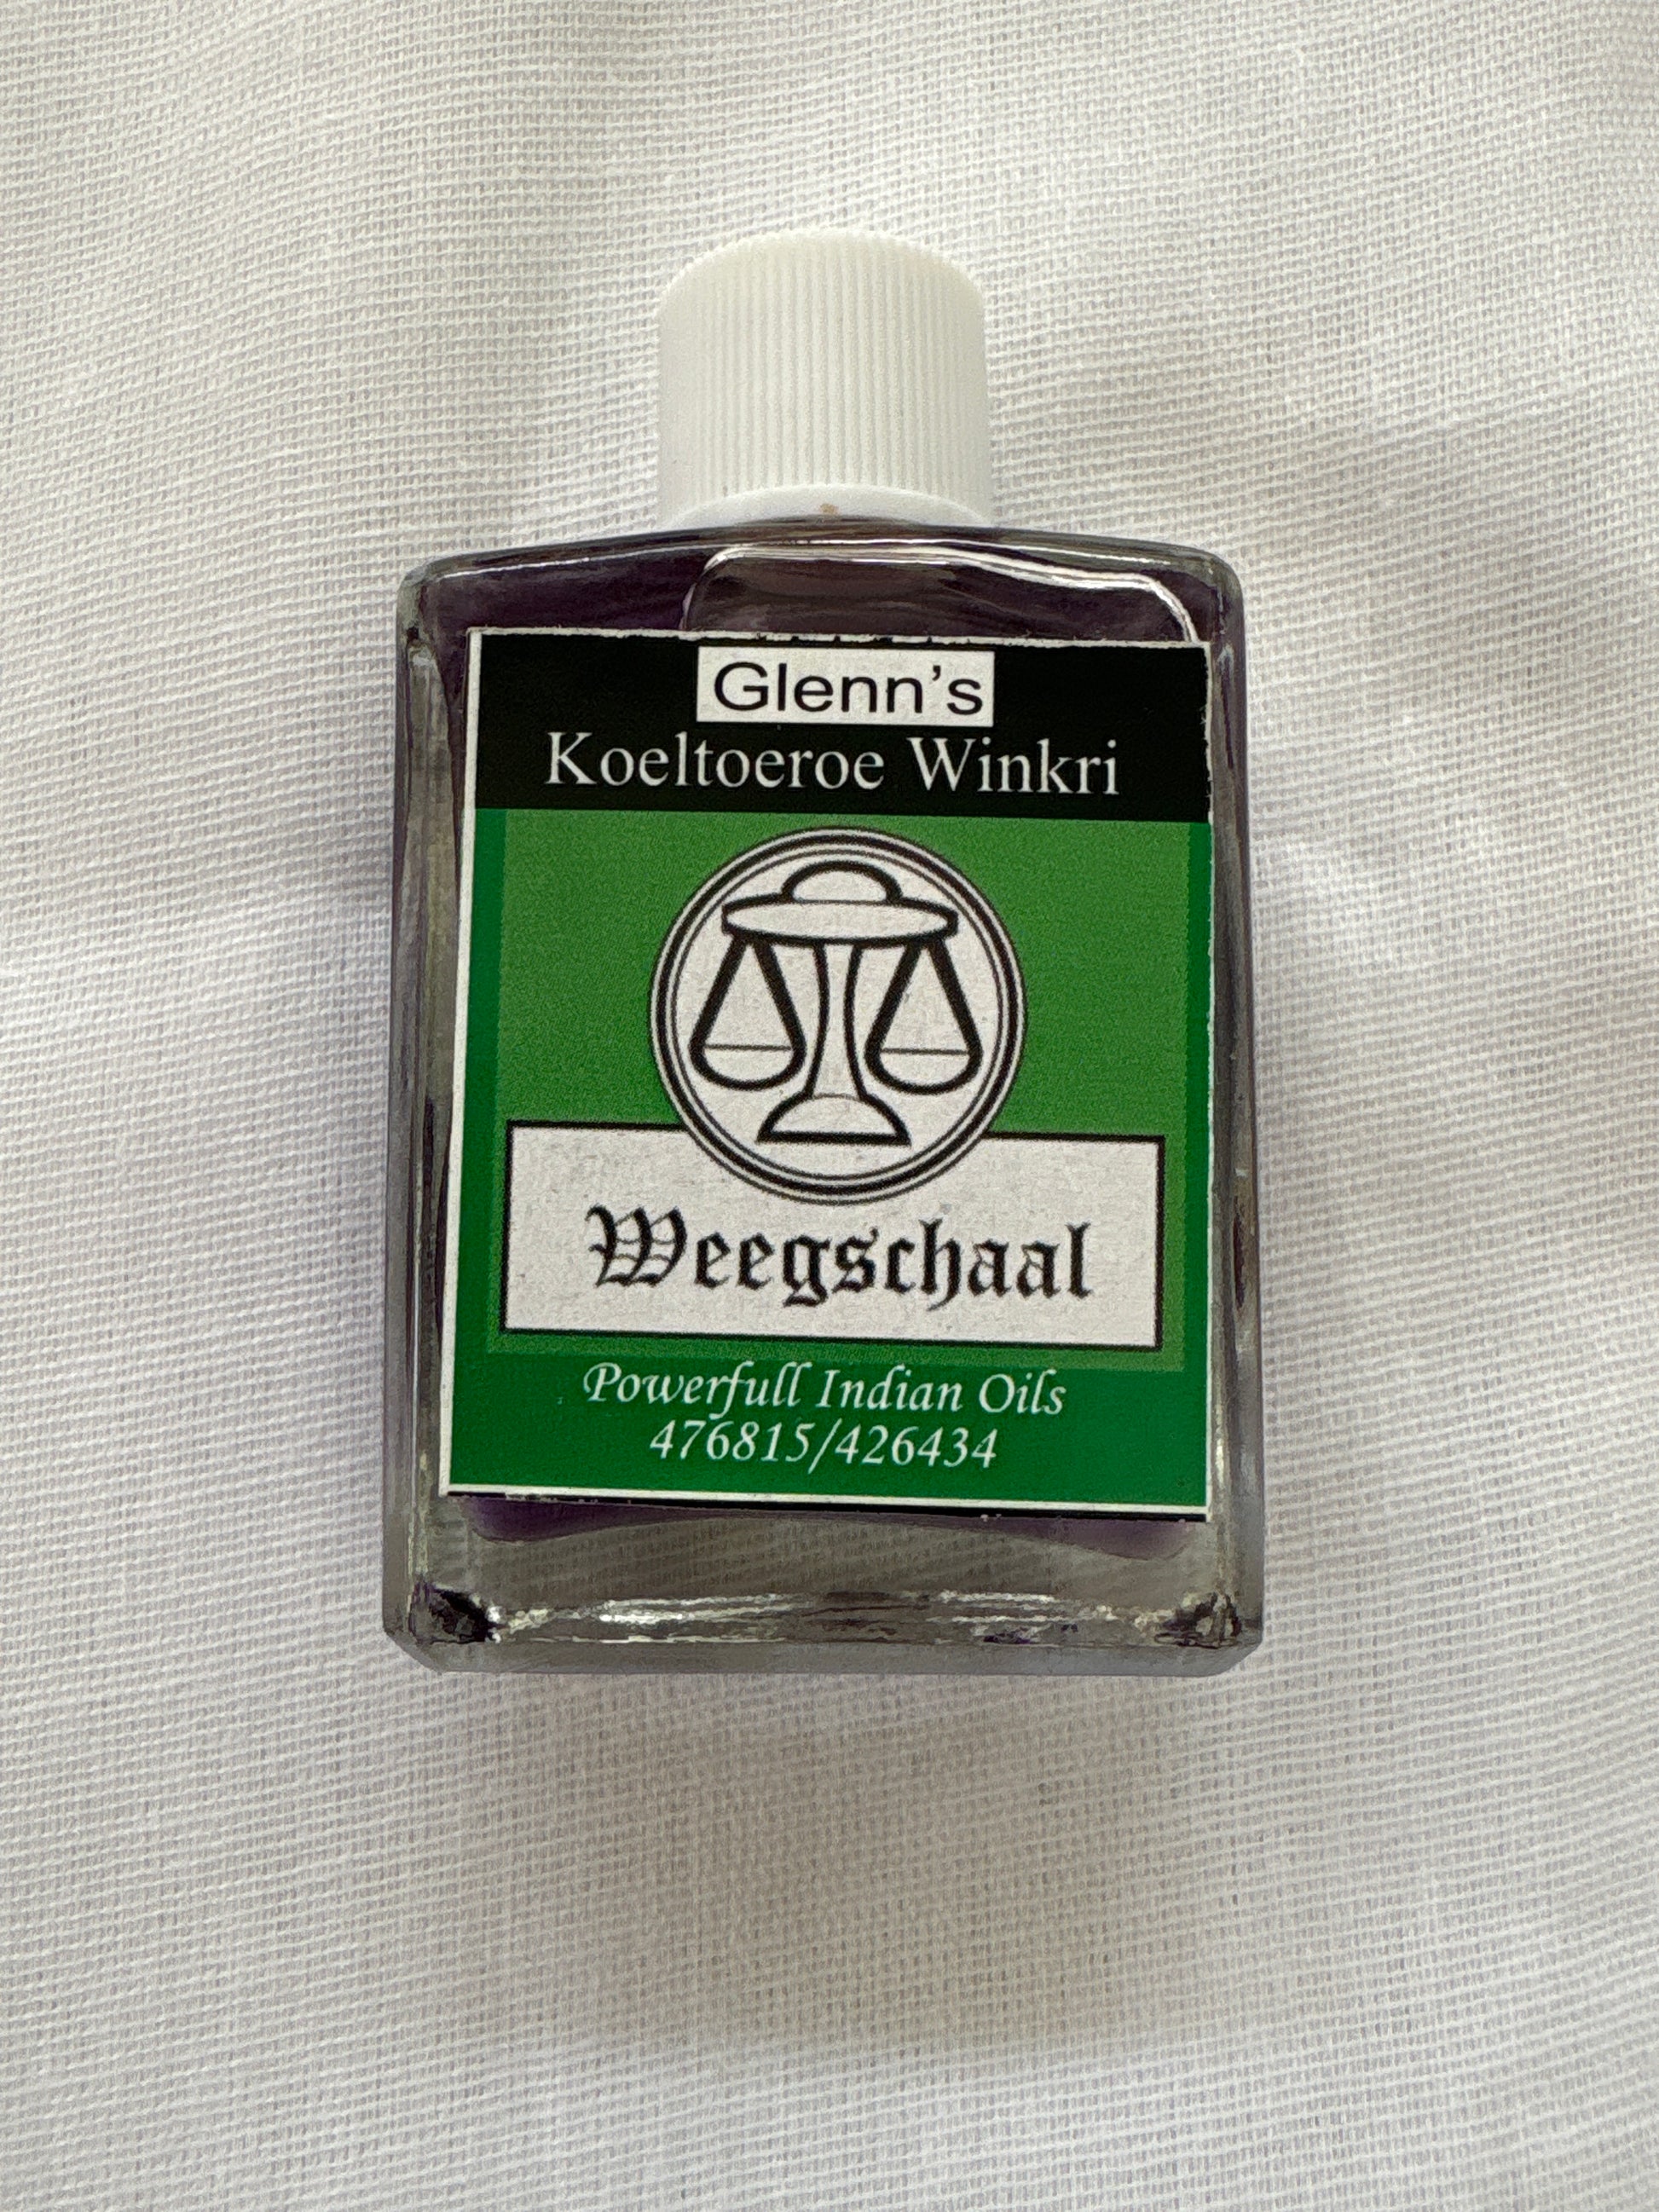 Glenn's
Koeltoeroe Winkri
Weegschaal
Powerfull Indian Oils
476815/426434